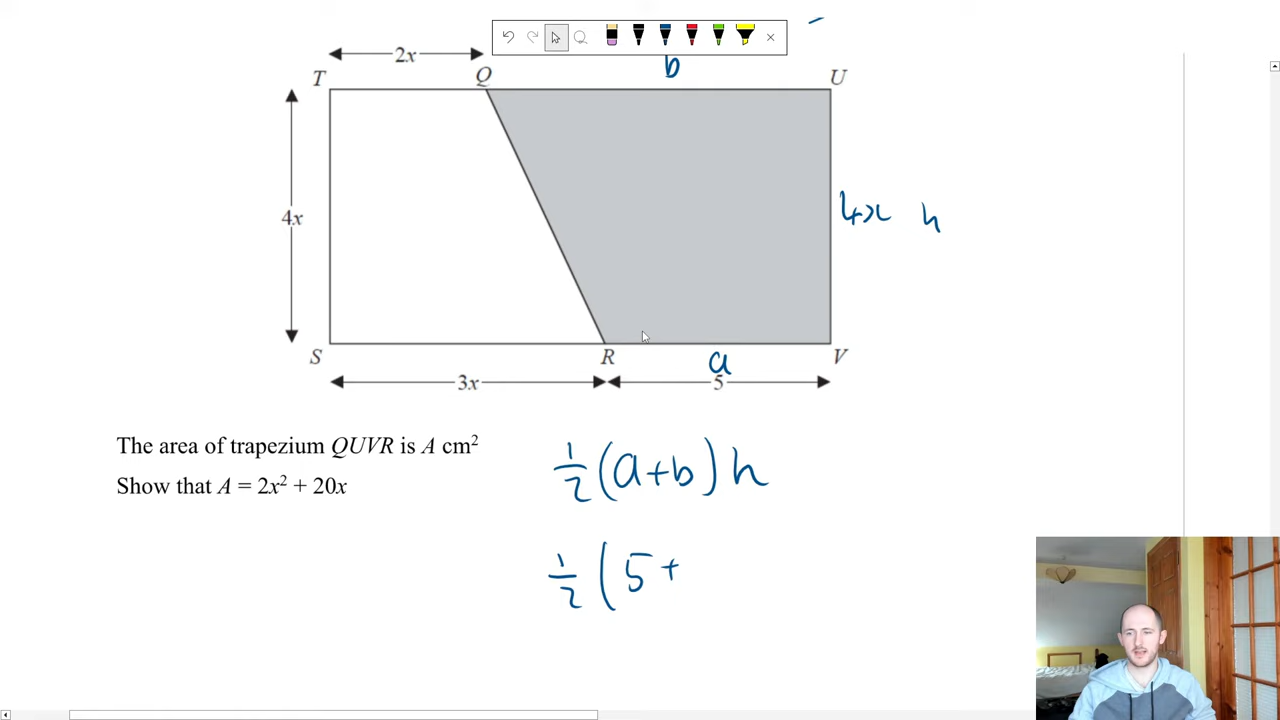 b
2x
T Q U
4x 4x h
S R a V
3x 5
The area of trapezium QUVR is A cm²
Show that A = 2x² + 20x
½(a+b)h
½(5+